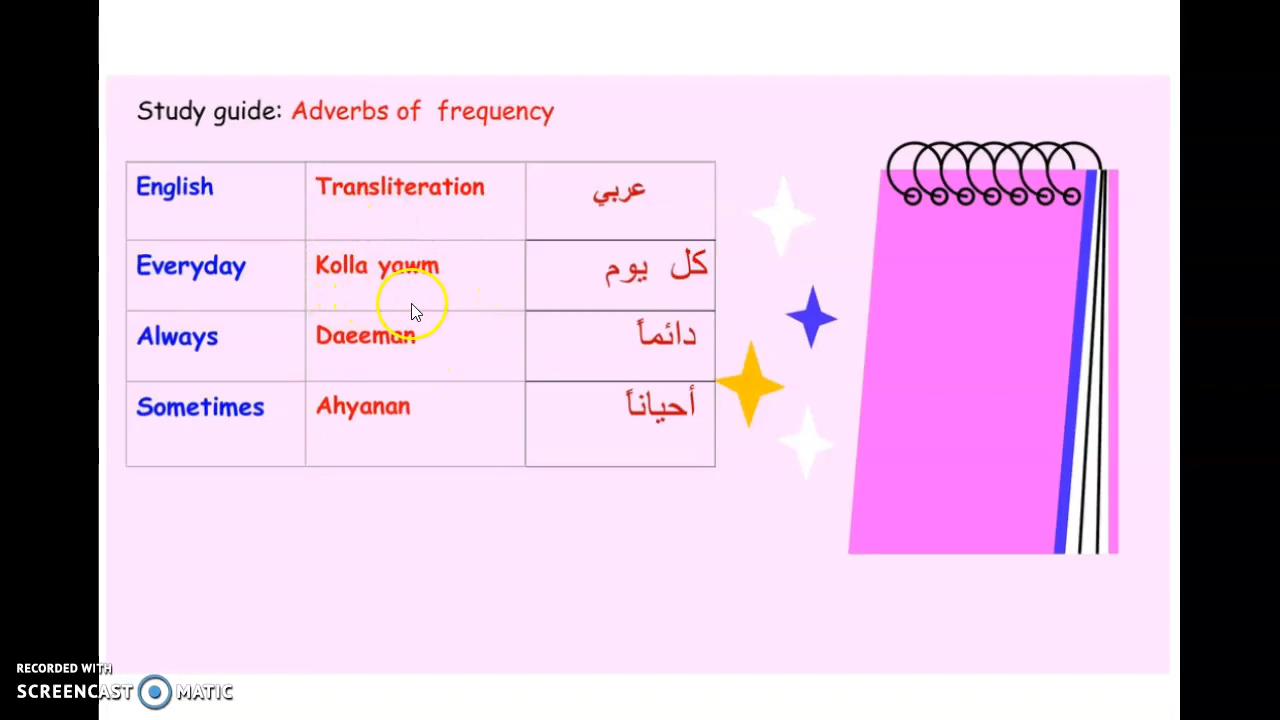 Study guide: Adverbs of frequency
English Transliteration عربي
Everyday Kolla yawm كل يوم
Always Daeeman دائماً
Sometimes Ahyanan أحياناً
RECORDED WITH
SCREENCAST MATIC